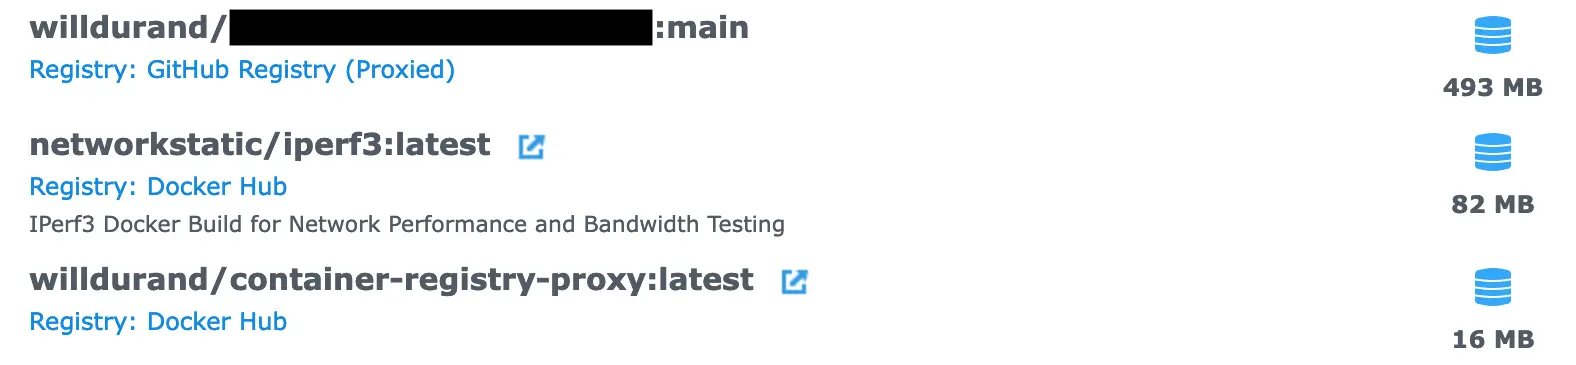 willdurand/ :main
Registry: GitHub Registry (Proxied)
493 MB
networkstatic/iperf3:latest
Registry: Docker Hub
IPerf3 Docker Build for Network Performance and Bandwidth Testing
82 MB
willdurand/container-registry-proxy:latest
Registry: Docker Hub
16 MB